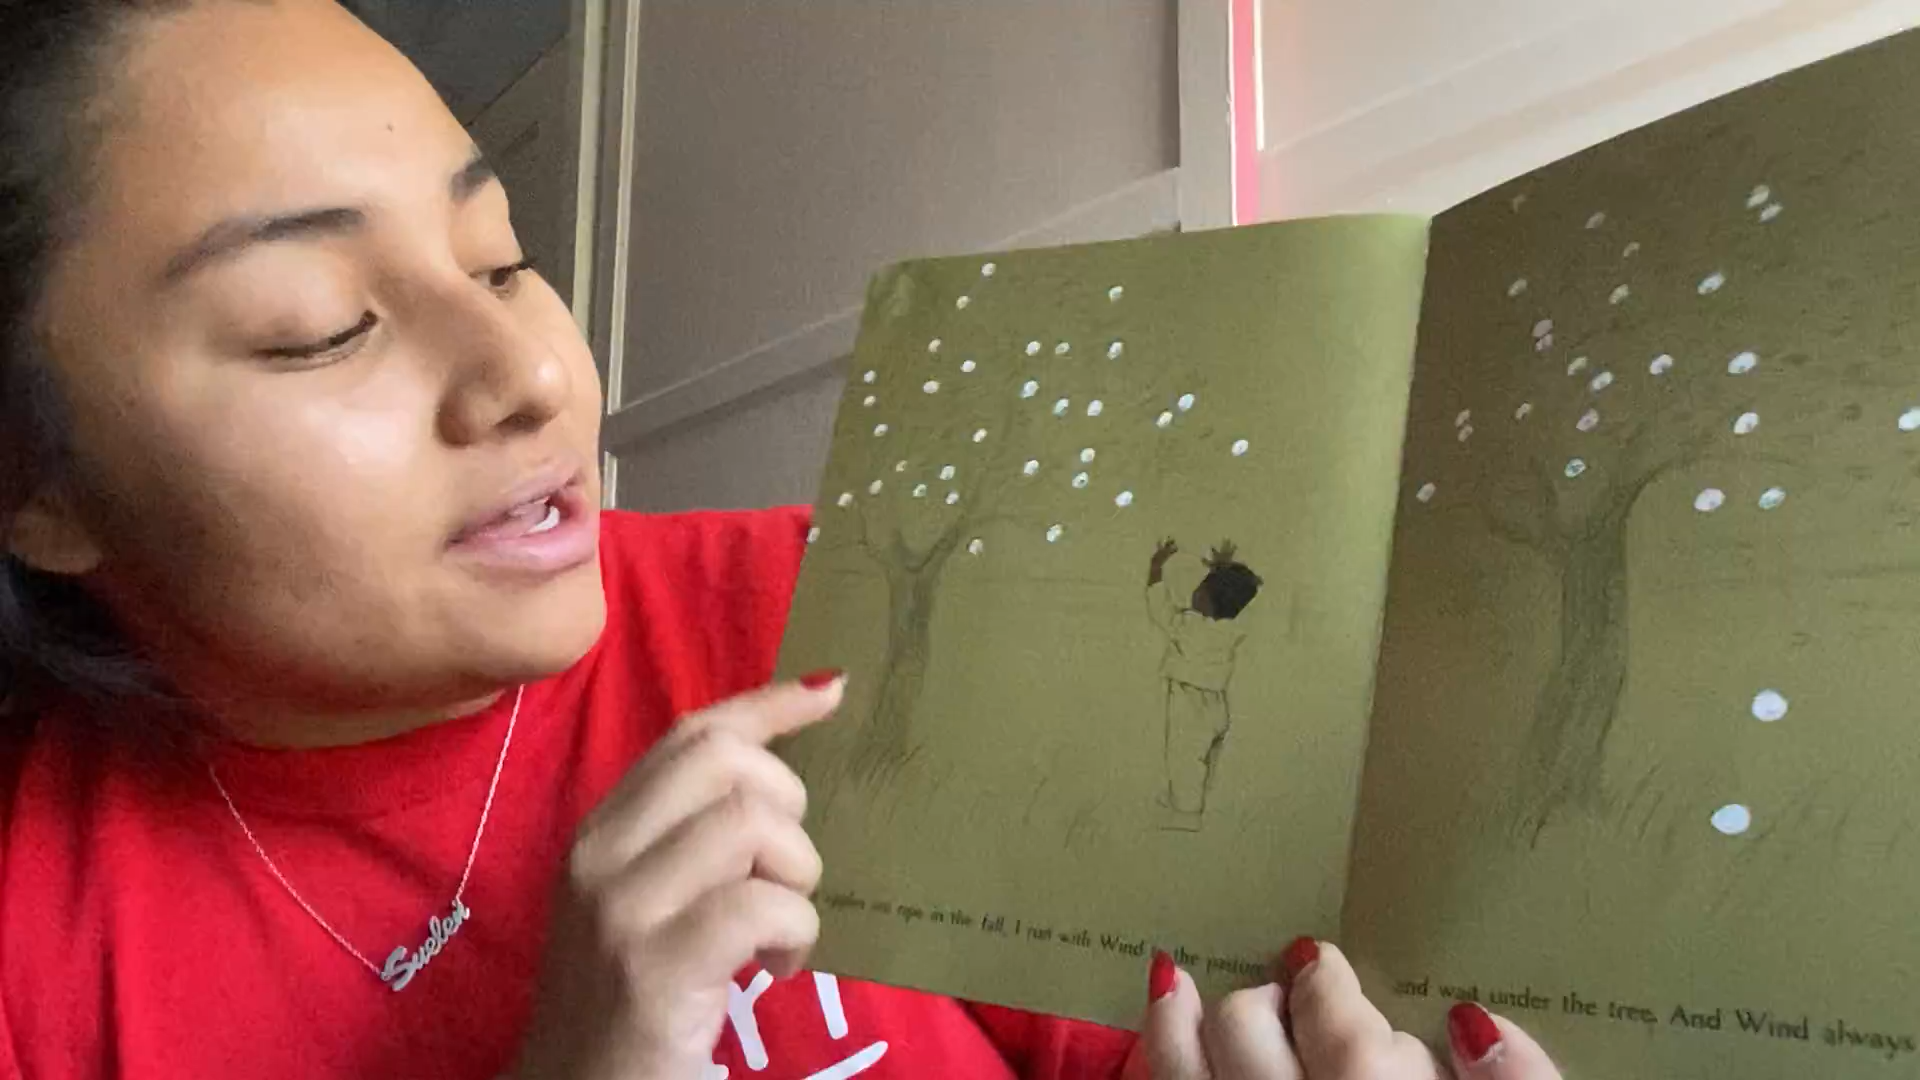 Suelen
apples are ripe in the fall, I run with Wind in the pasture
and wait under the tree. And Wind always